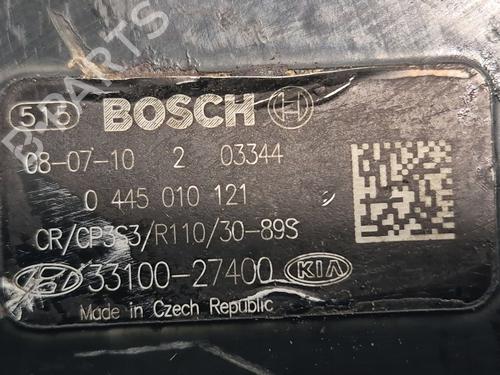 B PARTS
515 BOSCH
08-07-10 2 03344
0 445 010 121
CR/CP3S3/R110/30-89S
33100-27400 KIA
Made in Czech Republic